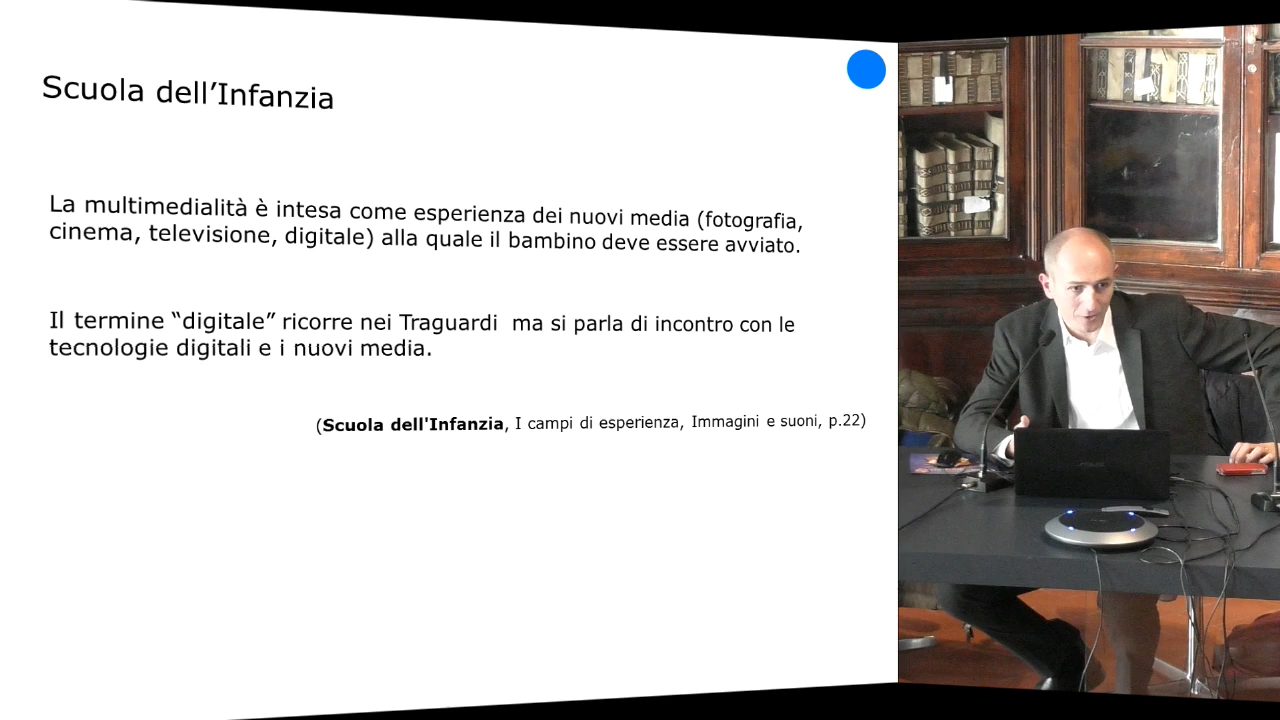 Scuola dell’Infanzia
La multimedialità è intesa come esperienza dei nuovi media (fotografia,
cinema, televisione, digitale) alla quale il bambino deve essere avviato.
Il termine “digitale” ricorre nei Traguardi  ma si parla di incontro con le
tecnologie digitali e i nuovi media.
(Scuola dell'Infanzia, I campi di esperienza, Immagini e suoni, p.22)